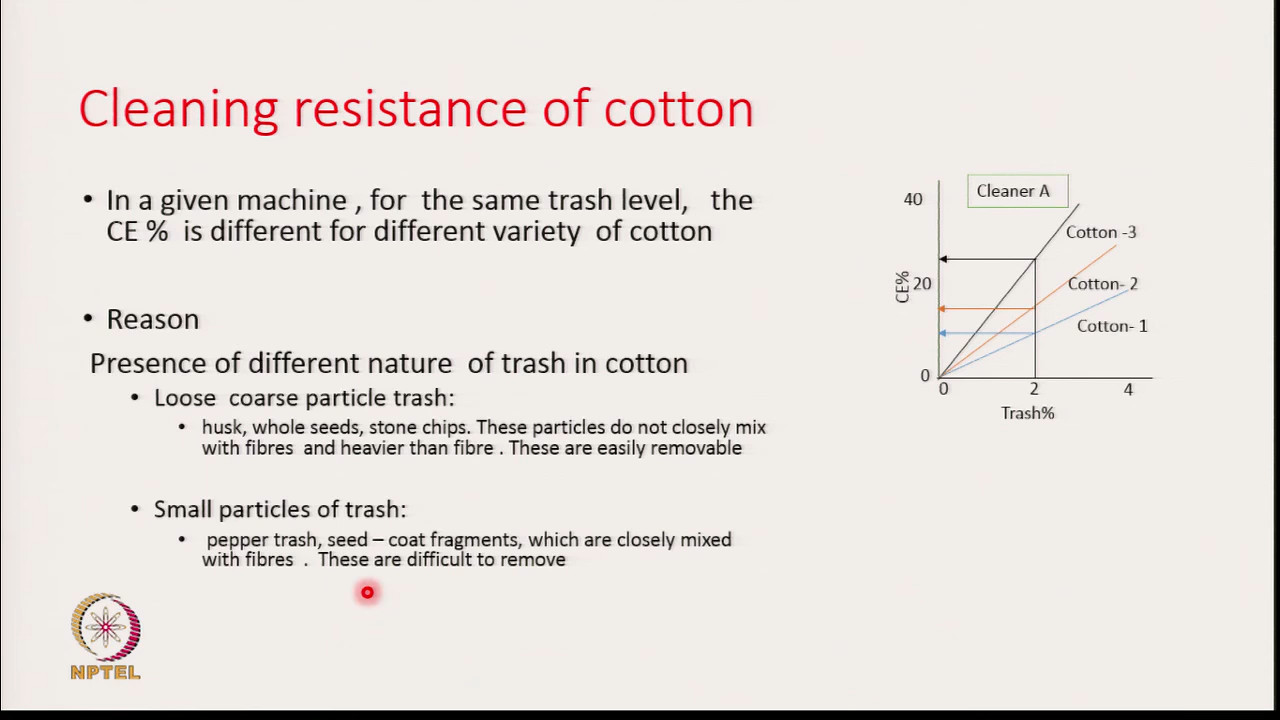 Cleaning resistance of cotton
• In a given machine , for the same trash level, the
CE % is different for different variety of cotton
• Reason
Presence of different nature of trash in cotton
• Loose coarse particle trash:
• husk, whole seeds, stone chips. These particles do not closely mix
with fibres and heavier than fibre . These are easily removable
• Small particles of trash:
• pepper trash, seed – coat fragments, which are closely mixed
with fibres . These are difficult to remove
Cleaner A
40
Cotton -3
CE%
20
Cotton- 2
Cotton- 1
0
0 2 4
Trash%
NPTEL